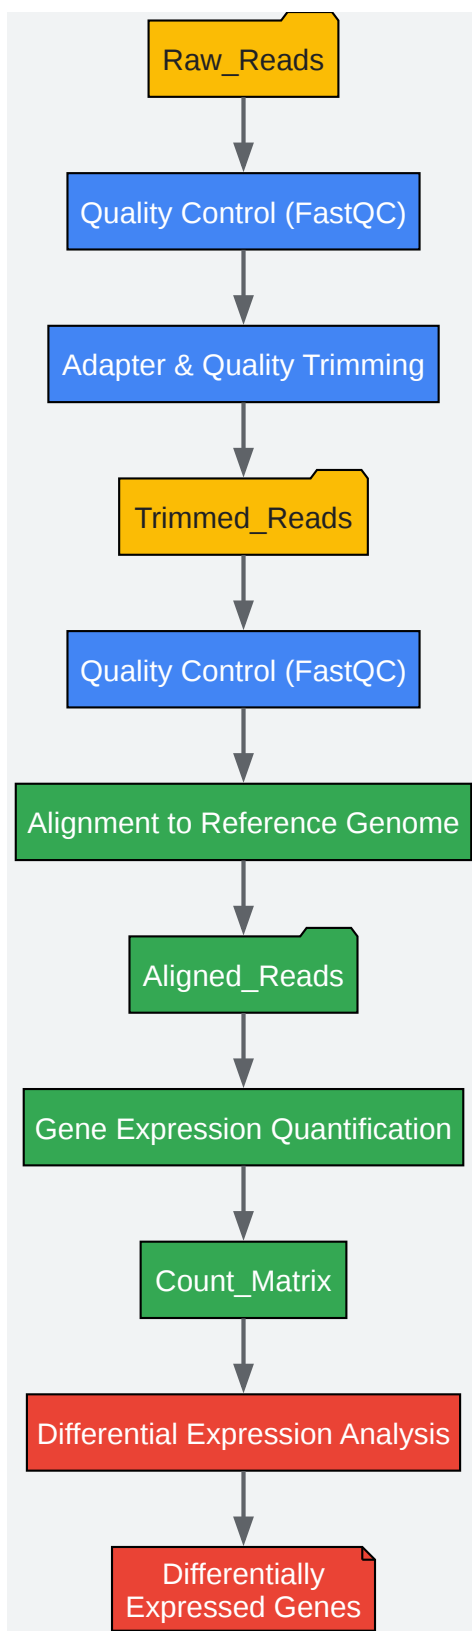 Raw_Reads
Quality Control (FastQC)
Adapter & Quality Trimming
Trimmed_Reads
Quality Control (FastQC)
Alignment to Reference Genome
Aligned_Reads
Gene Expression Quantification
Count_Matrix
Differential Expression Analysis
Differentially
Expressed Genes